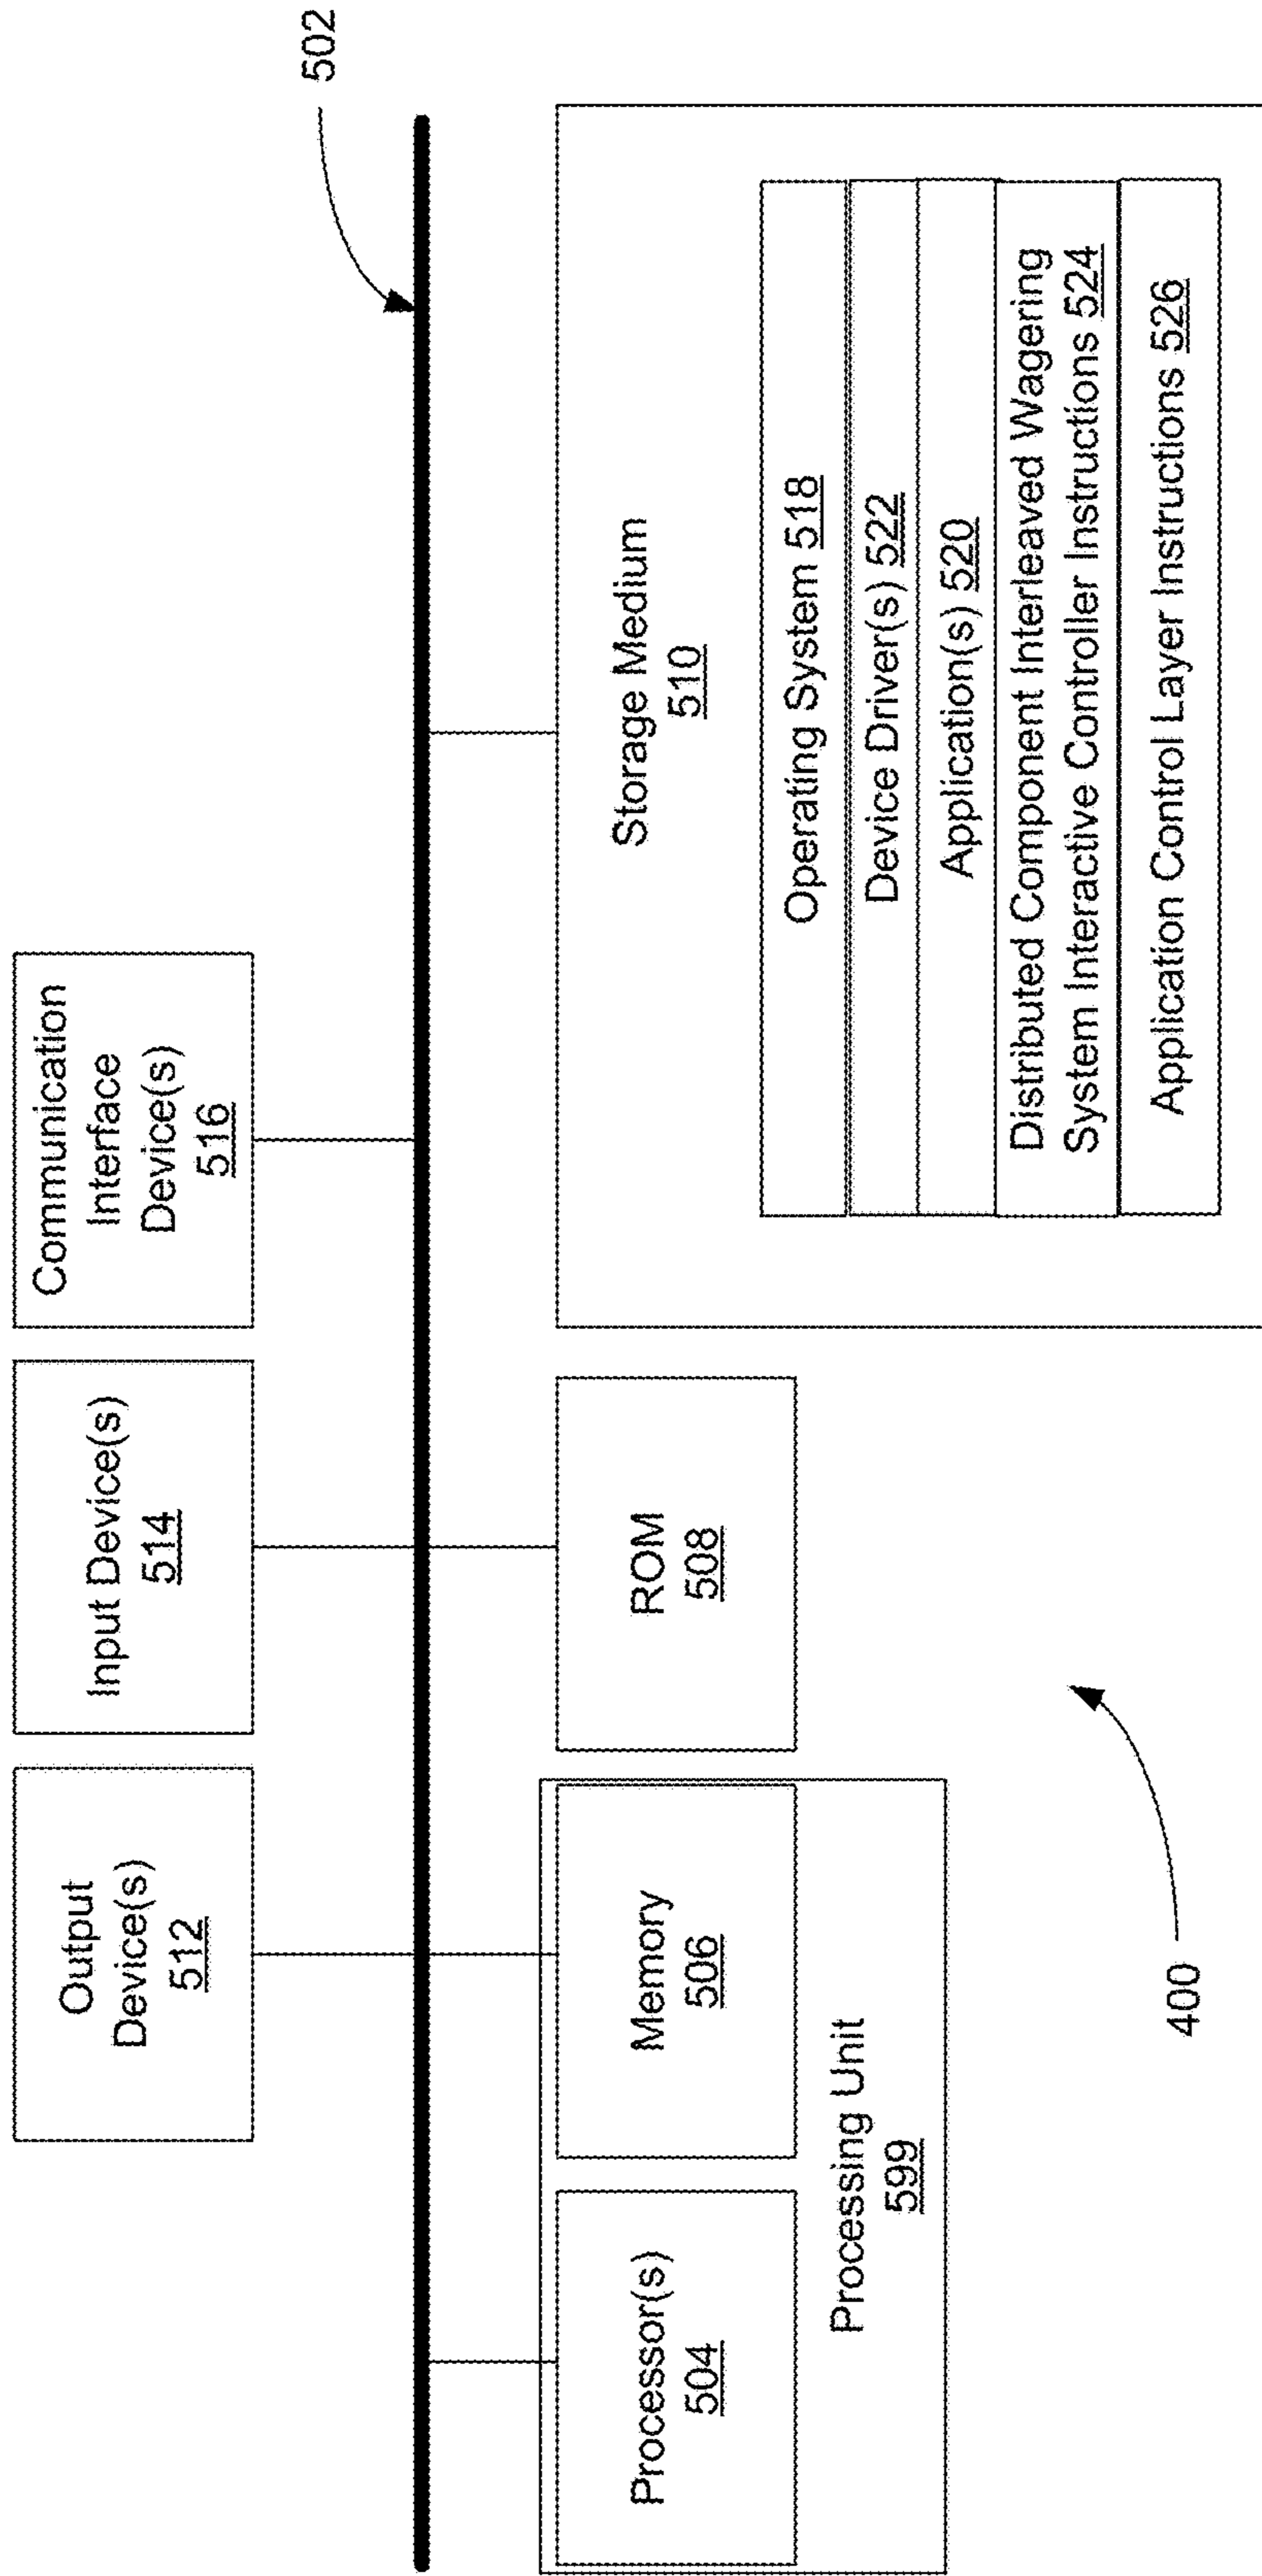 502
Output
Device(s)
512
Input Device(s)
514
Communication
Interface
Device(s)
516
Processor(s)
504
Memory
506
Processing Unit
599
ROM
508
Storage Medium
510
Operating System 518
Device Driver(s) 522
Application(s) 520
Distributed Component Interleaved Wagering
System Interactive Controller Instructions 524
Application Control Layer Instructions 526
400